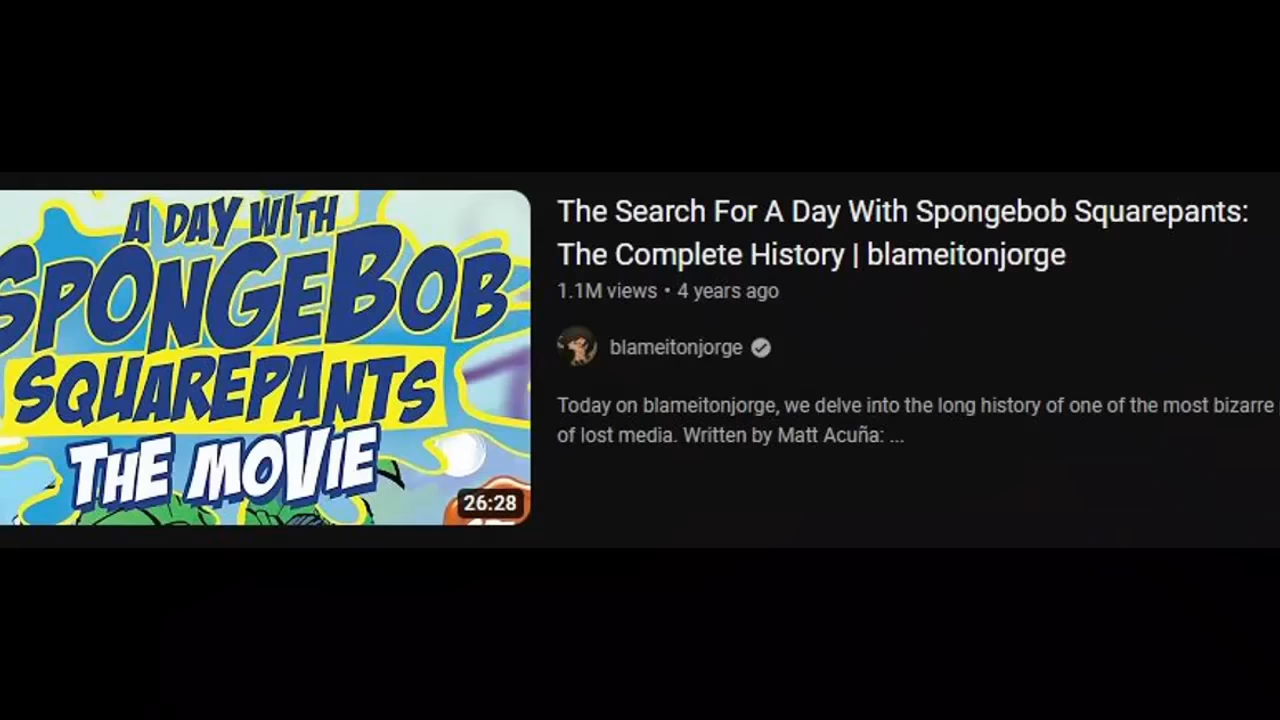 A DAY WITH
SPONGEBOB
SQUAREPANTS
THE MOVIE
26:28
The Search For A Day With Spongebob Squarepants:
The Complete History | blameitonjorge
1.1M views • 4 years ago
blameitonjorge
Today on blameitonjorge, we delve into the long history of one of the most bizarre
of lost media. Written by Matt Acuña: ...